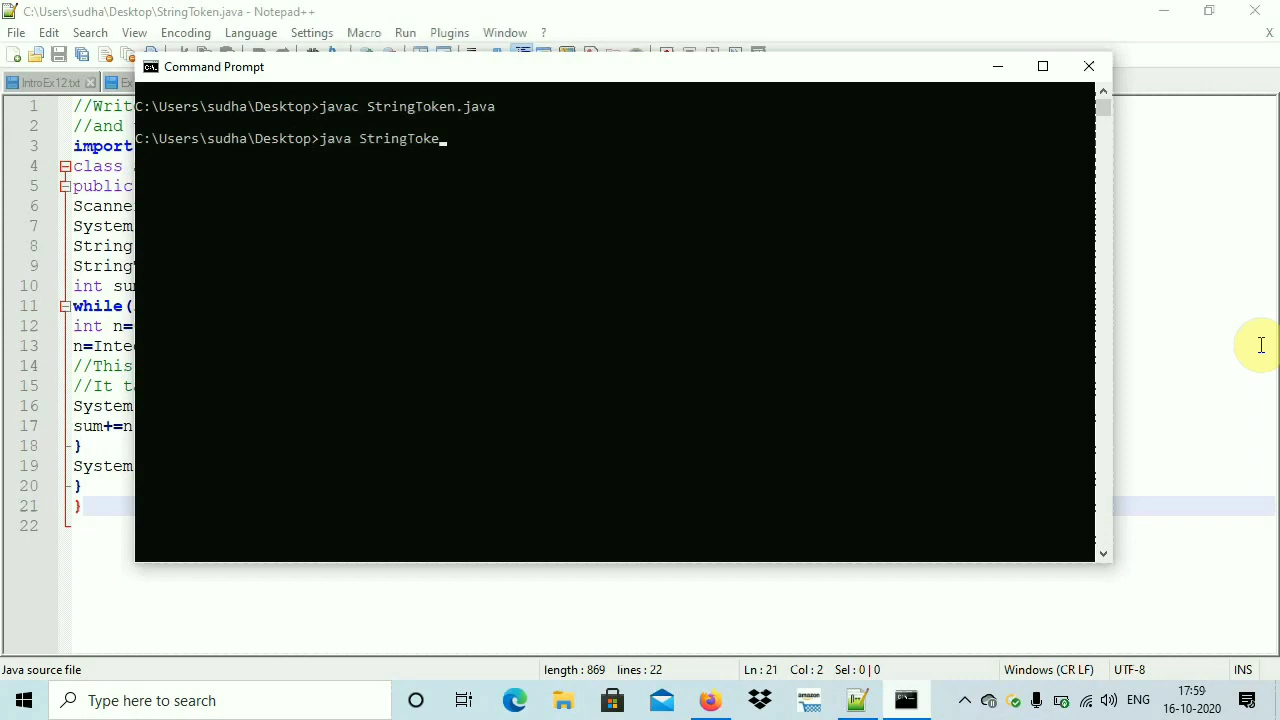 C:\Users\sudha\Desktop\StringToken.java - Notepad++
File Edit Search View Encoding Language Settings Macro Run Plugins Window ?
X
IntroEx12.txt
Command Prompt
C:\Users\sudha\Desktop>javac StringToken.java
C:\Users\sudha\Desktop>java StringToke
1 //Writ
2 //and
3 import
4 class
5 public
6 Scanne
7 System
8 String
9 String
10 int su
11 while(
12 int n=
13 n=Inte
14 //This
15 //It t
16 System
17 sum+=n
18 }
19 System
20 }
21 }
22
Java source file length : 869 lines : 22 Ln : 21 Col : 2 Sel : 0 | 0 Windows (CR LF) UTF-8 INS
Type here to search
amazon
ENG
17:59
16-10-2020